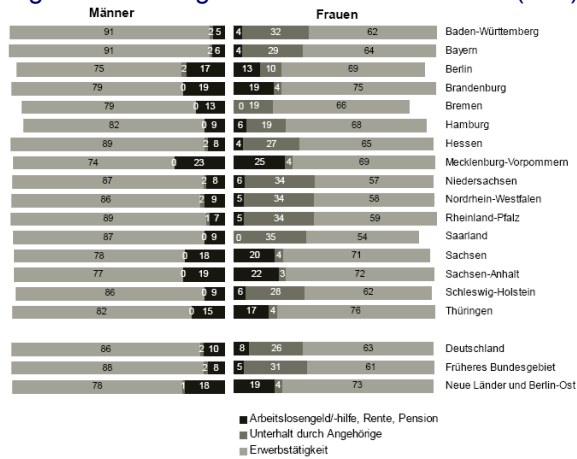 Männer Frauen
91 2 5 4 32 62 Baden-Württemberg
91 2 6 4 29 64 Bayern
75 2 17 13 10 69 Berlin
79 0 19 19 4 75 Brandenburg
79 0 13 0 19 66 Bremen
82 0 9 6 19 68 Hamburg
89 2 8 4 27 65 Hessen
74 0 23 25 4 69 Mecklenburg-Vorpommern
87 2 8 6 34 57 Niedersachsen
86 2 9 5 34 58 Nordrhein-Westfalen
89 1 7 5 34 59 Rheinland-Pfalz
87 0 9 0 35 54 Saarland
78 0 18 20 4 71 Sachsen
77 0 19 22 3 72 Sachsen-Anhalt
86 0 9 6 26 62 Schleswig-Holstein
82 0 15 17 4 76 Thüringen
86 2 10 8 28 63 Deutschland
88 2 8 5 31 61 Früheres Bundesgebiet
78 1 18 19 4 73 Neue Länder und Berlin-Ost
Arbeitslosengeld/-hilfe, Rente, Pension
Unterhalt durch Angehörige
Erwerbstätigkeit